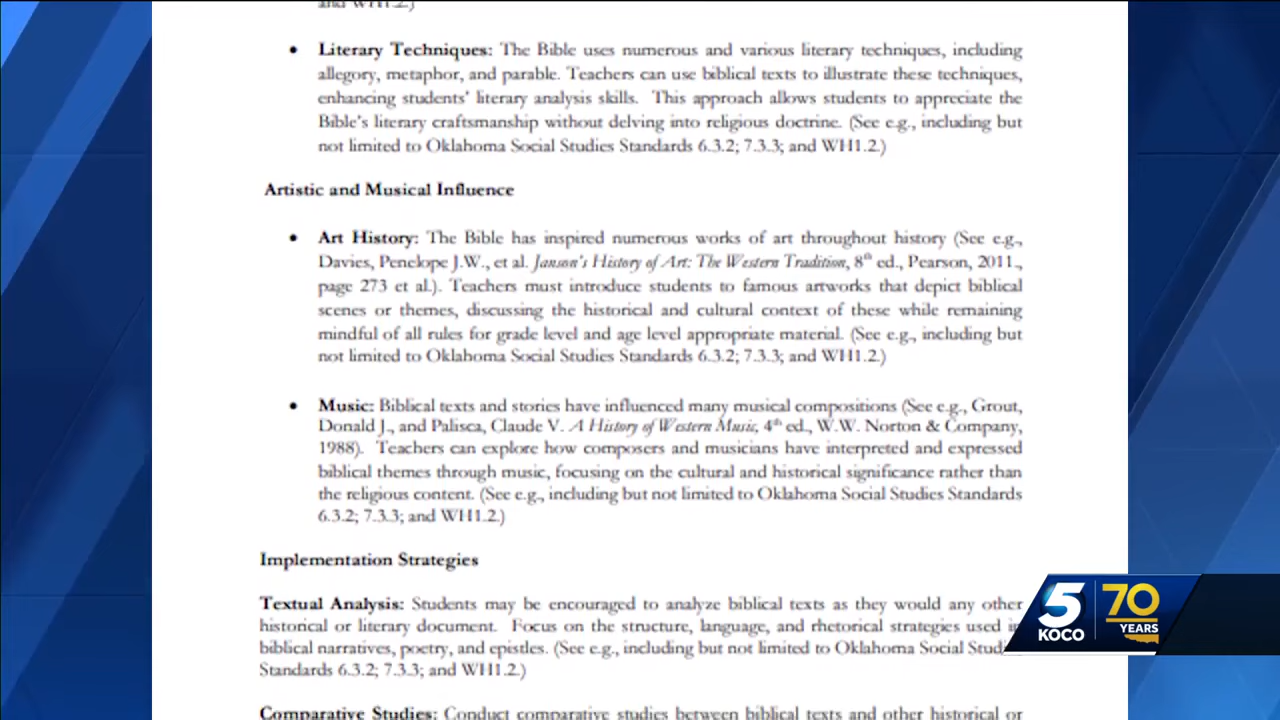 and WH1.2.)
• Literary Techniques: The Bible uses numerous and various literary techniques, including
allegory, metaphor, and parable. Teachers can use biblical texts to illustrate these techniques,
enhancing students' literary analysis skills. This approach allows students to appreciate the
Bible's literary craftsmanship without delving into religious doctrine. (See e.g., including but
not limited to Oklahoma Social Studies Standards 6.3.2; 7.3.3; and WH1.2.)
Artistic and Musical Influence
• Art History: The Bible has inspired numerous works of art throughout history (See e.g.,
Davies, Penelope J.W., et al. Janson's History of Art: The Western Tradition, 8th ed., Pearson, 2011.,
page 273 et al.). Teachers must introduce students to famous artworks that depict biblical
scenes or themes, discussing the historical and cultural context of these while remaining
mindful of all rules for grade level and age level appropriate material. (See e.g., including but
not limited to Oklahoma Social Studies Standards 6.3.2; 7.3.3; and WH1.2.)
• Music: Biblical texts and stories have influenced many musical compositions (See e.g., Grout,
Donald J., and Palisca, Claude V. A History of Western Music, 4th ed., W.W. Norton & Company,
1988). Teachers can explore how composers and musicians have interpreted and expressed
biblical themes through music, focusing on the cultural and historical significance rather than
the religious content. (See e.g., including but not limited to Oklahoma Social Studies Standards
6.3.2; 7.3.3; and WH1.2.)
Implementation Strategies
Textual Analysis: Students may be encouraged to analyze biblical texts as they would any other
historical or literary document. Focus on the structure, language, and rhetorical strategies used
biblical narratives, poetry, and epistles. (See e.g., including but not limited to Oklahoma Social
Standards 6.3.2; 7.3.3; and WH1.2.)
Comparative Studies: Conduct comparative studies between biblical texts and other historical or
5 70
KOCO YEARS